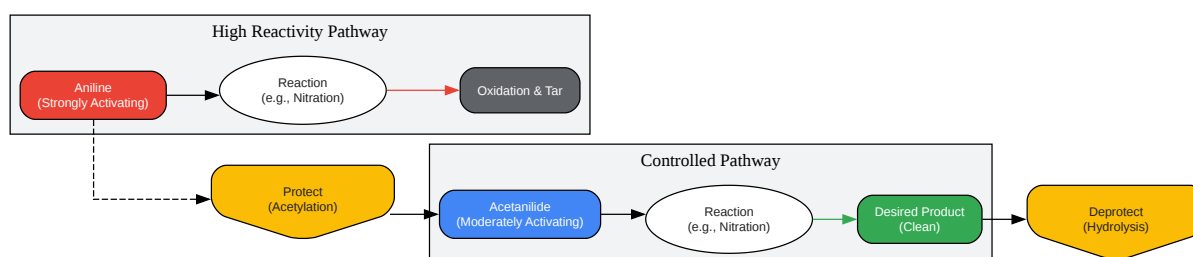 High Reactivity Pathway
Aniline
(Strongly Activating)
Reaction
(e.g., Nitration)
Oxidation & Tar
Protect
(Acetylation)
Controlled Pathway
Acetanilide
(Moderately Activating)
Reaction
(e.g., Nitration)
Desired Product
(Clean)
Deprotect
(Hydrolysis)